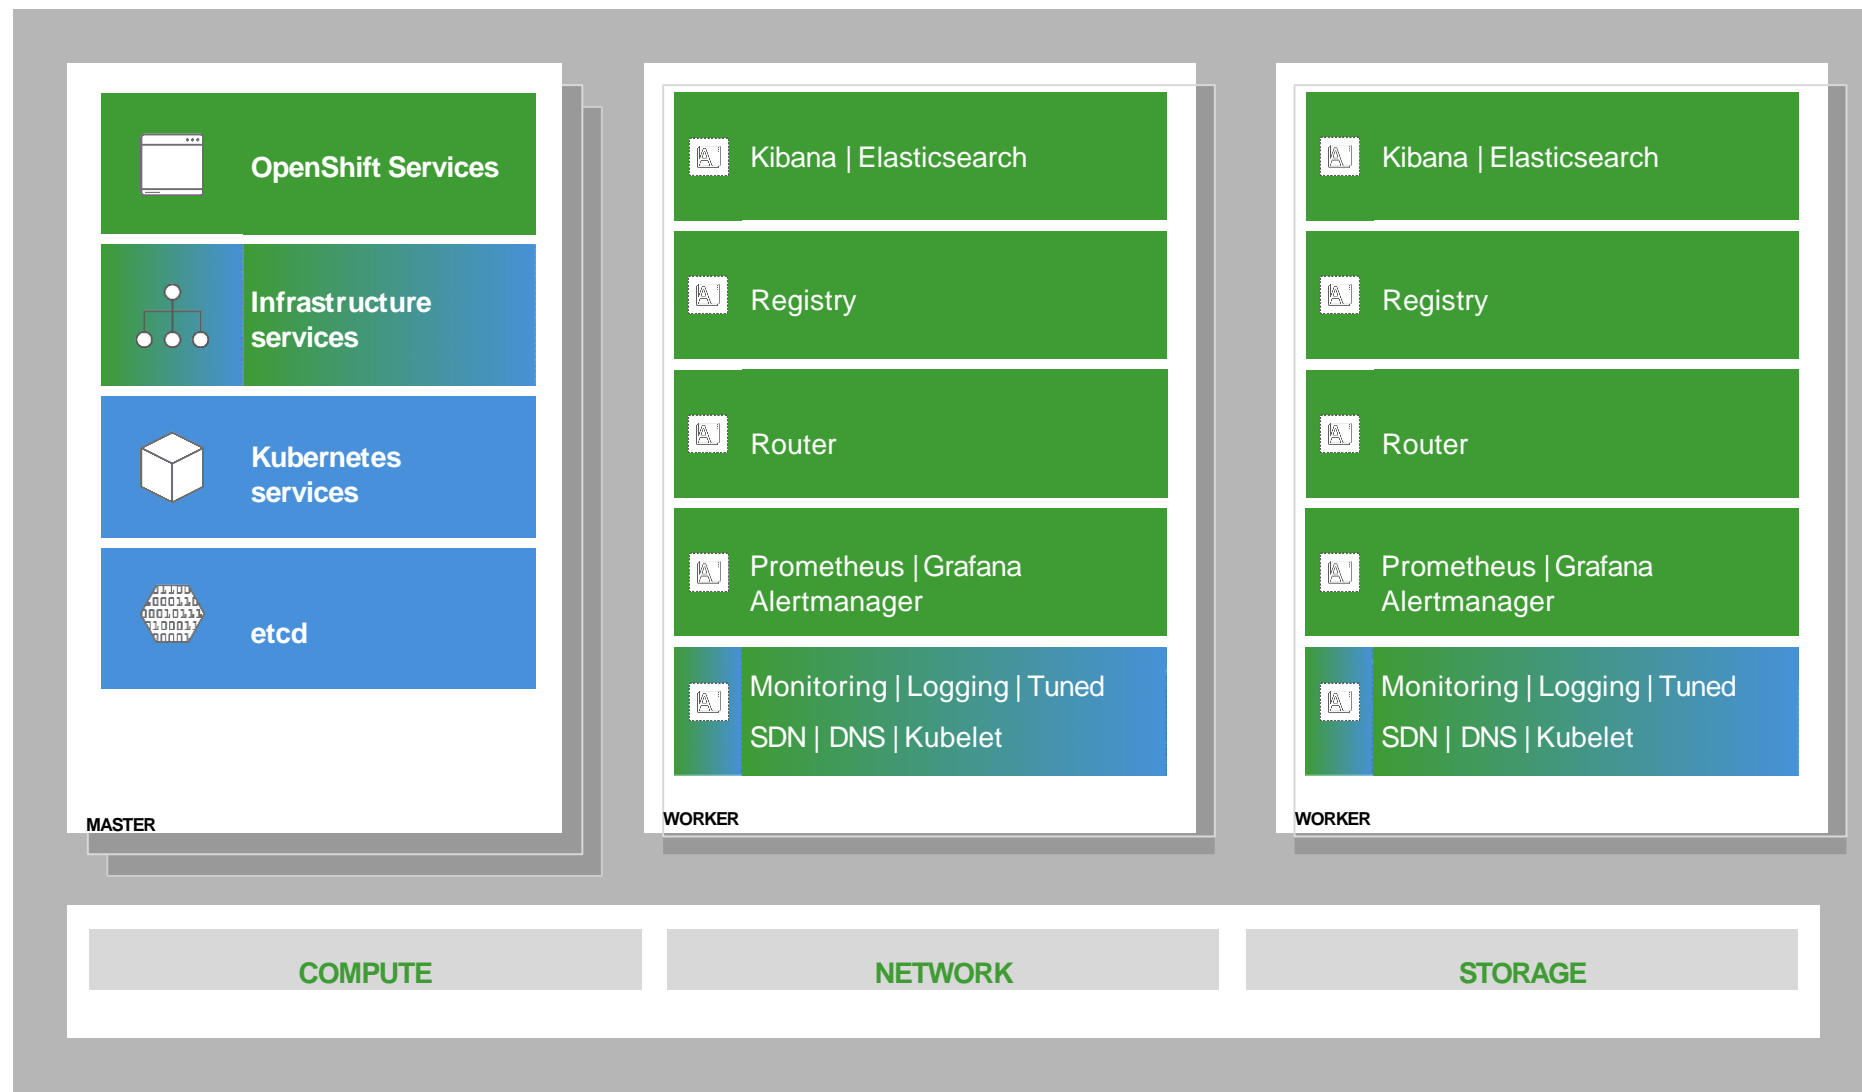 OpenShift Services
Infrastructure
services
Kubernetes
services
etcd
MASTER
Kibana | Elasticsearch
Registry
Router
Prometheus | Grafana
Alertmanager
Monitoring | Logging | Tuned
SDN | DNS | Kubelet
WORKER
Kibana | Elasticsearch
Registry
Router
Prometheus | Grafana
Alertmanager
Monitoring | Logging | Tuned
SDN | DNS | Kubelet
WORKER
COMPUTE
NETWORK
STORAGE